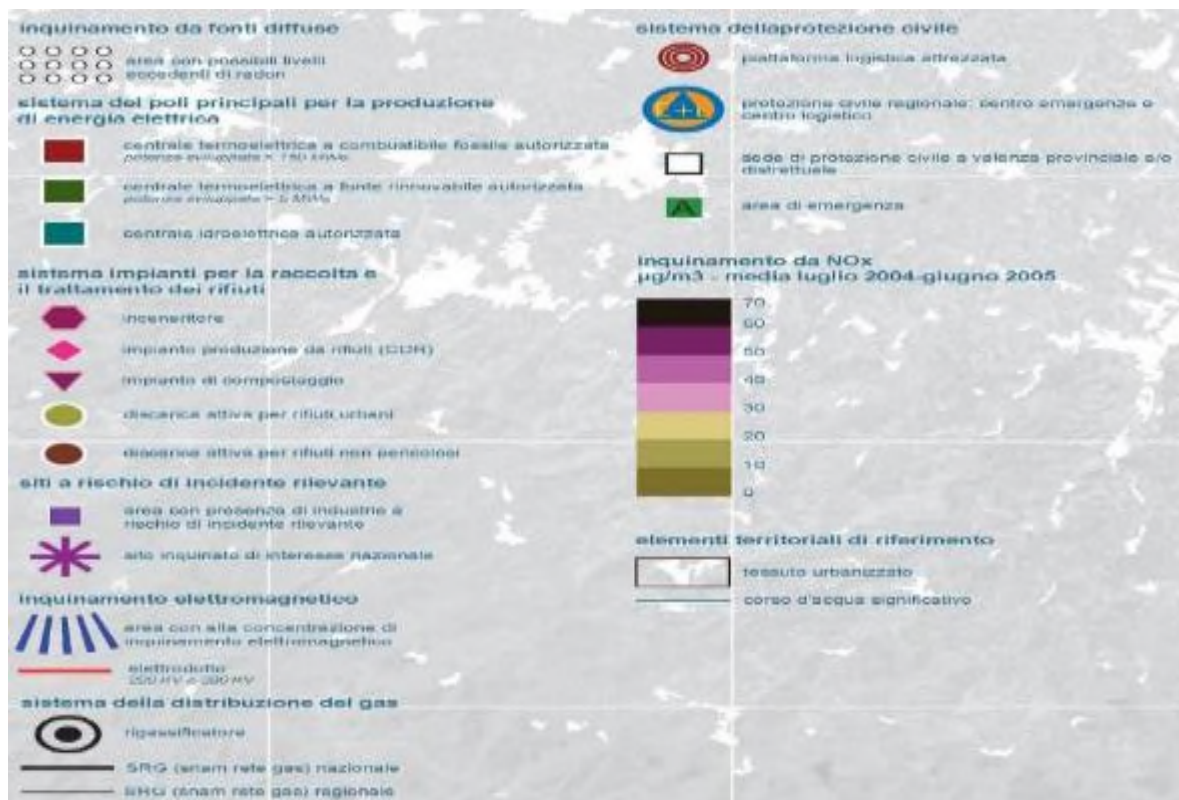 inquinamento da fonti diffuse
area con possibili livelli
eccedenti di radon
sistema dei poli principali per la produzione
di energia elettrica
centrale termoelettrica a combustibile fossile autorizzata
potenza sviluppata
centrale termoelettrica a fonte rinnovabile autorizzata
potenza sviluppata > 5 MWe
centrale idroelettrica autorizzata
sistema impianti per la raccolta e
il trattamento dei rifiuti
inceneritore
impianto produzione da rifiuti (CDR)
impianto di compostaggio
discarica attiva per rifiuti urbani
discarica attiva per rifiuti non pericolosi
siti a rischio di incidente rilevante
area con presenza di industrie a
rischio di incidente rilevante
sito inquinato di interesse nazionale
inquinamento elettromagnetico
area con alta concentrazione di
inquinamento elettromagnetico
elettrodotto
sistema della distribuzione del gas
rigassificatore
SRG (snam rete gas) nazionale
SRG (snam rete gas) regionale
sistema dellaprotezione civile
piattaforma logistica attrezzata
protezione civile regionale: centro emergenze e
centro logistico
sede di protezione civile a valenza provinciale e/o
distrettuale
A
area di emergenza
inquinamento da NOx
µg/m3 - media luglio 2004-giugno 2005
70
60
50
40
30
20
10
0
elementi territoriali di riferimento
tessuto urbanizzato
corso d'acqua significativo